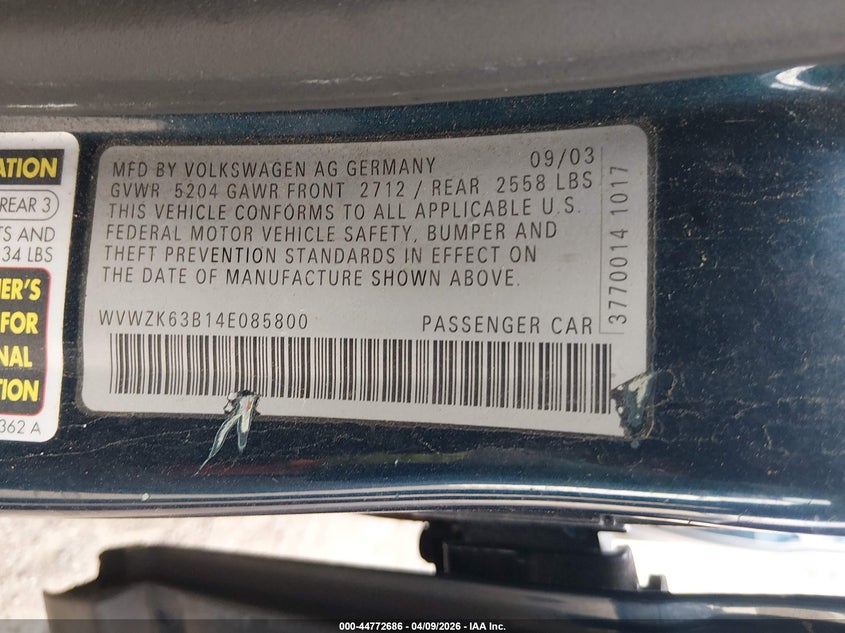 ATION
REAR 3
TS AND
34 LBS
ER'S
FOR
NAL
TION
362 A
MFD BY VOLKSWAGEN AG GERMANY 09/03
GVWR 5204 GAWR FRONT 2712 / REAR 2558 LBS
THIS VEHICLE CONFORMS TO ALL APPLICABLE U.S.
FEDERAL MOTOR VEHICLE SAFETY, BUMPER AND
THEFT PREVENTION STANDARDS IN EFFECT ON
THE DATE OF MANUFACTURE SHOWN ABOVE.
WVWZK63B14E085800 PASSENGER CAR
3770014 1017
000-44772686 - 04/09/2026 - IAA Inc.